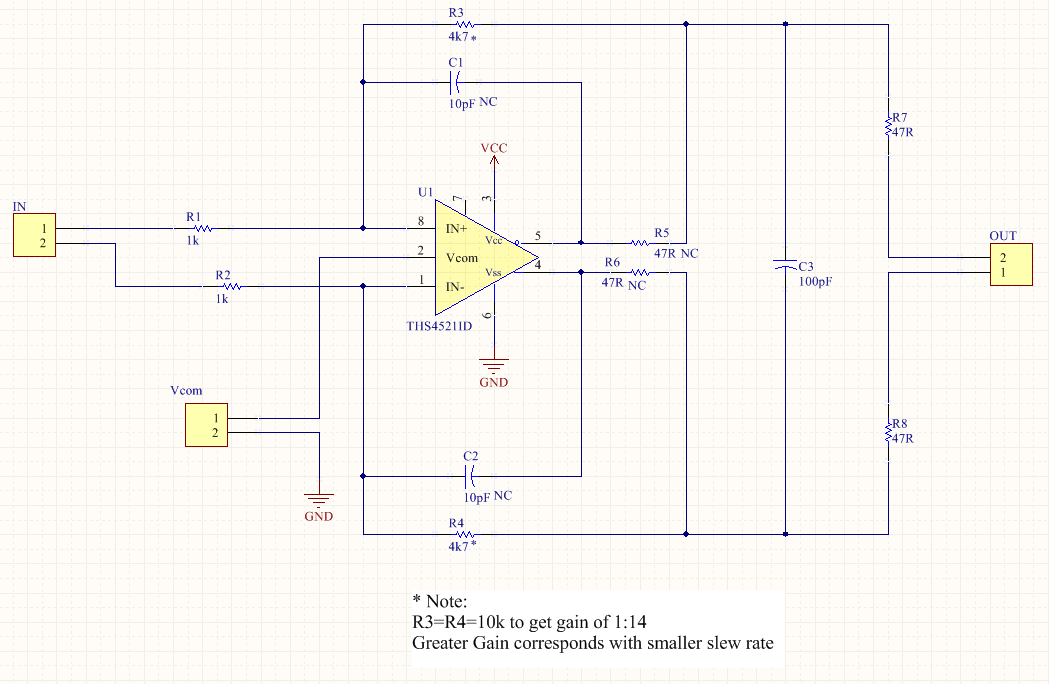 R3
4k7 *
C1
10pF NC
VCC
IN
1
2
R1
1k
R2
1k
U1
7
3
8
IN+
2
Vcom
1
IN-
Vcc
Vss
5
4
6
THS4521ID
R5
47R NC
R6
47R NC
GND
R7
47R
OUT
2
1
C3
100pF
Vcom
1
2
GND
R8
47R
C2
10pF NC
R4
4k7 *
* Note:
R3=R4=10k to get gain of 1:14
Greater Gain corresponds with smaller slew rate